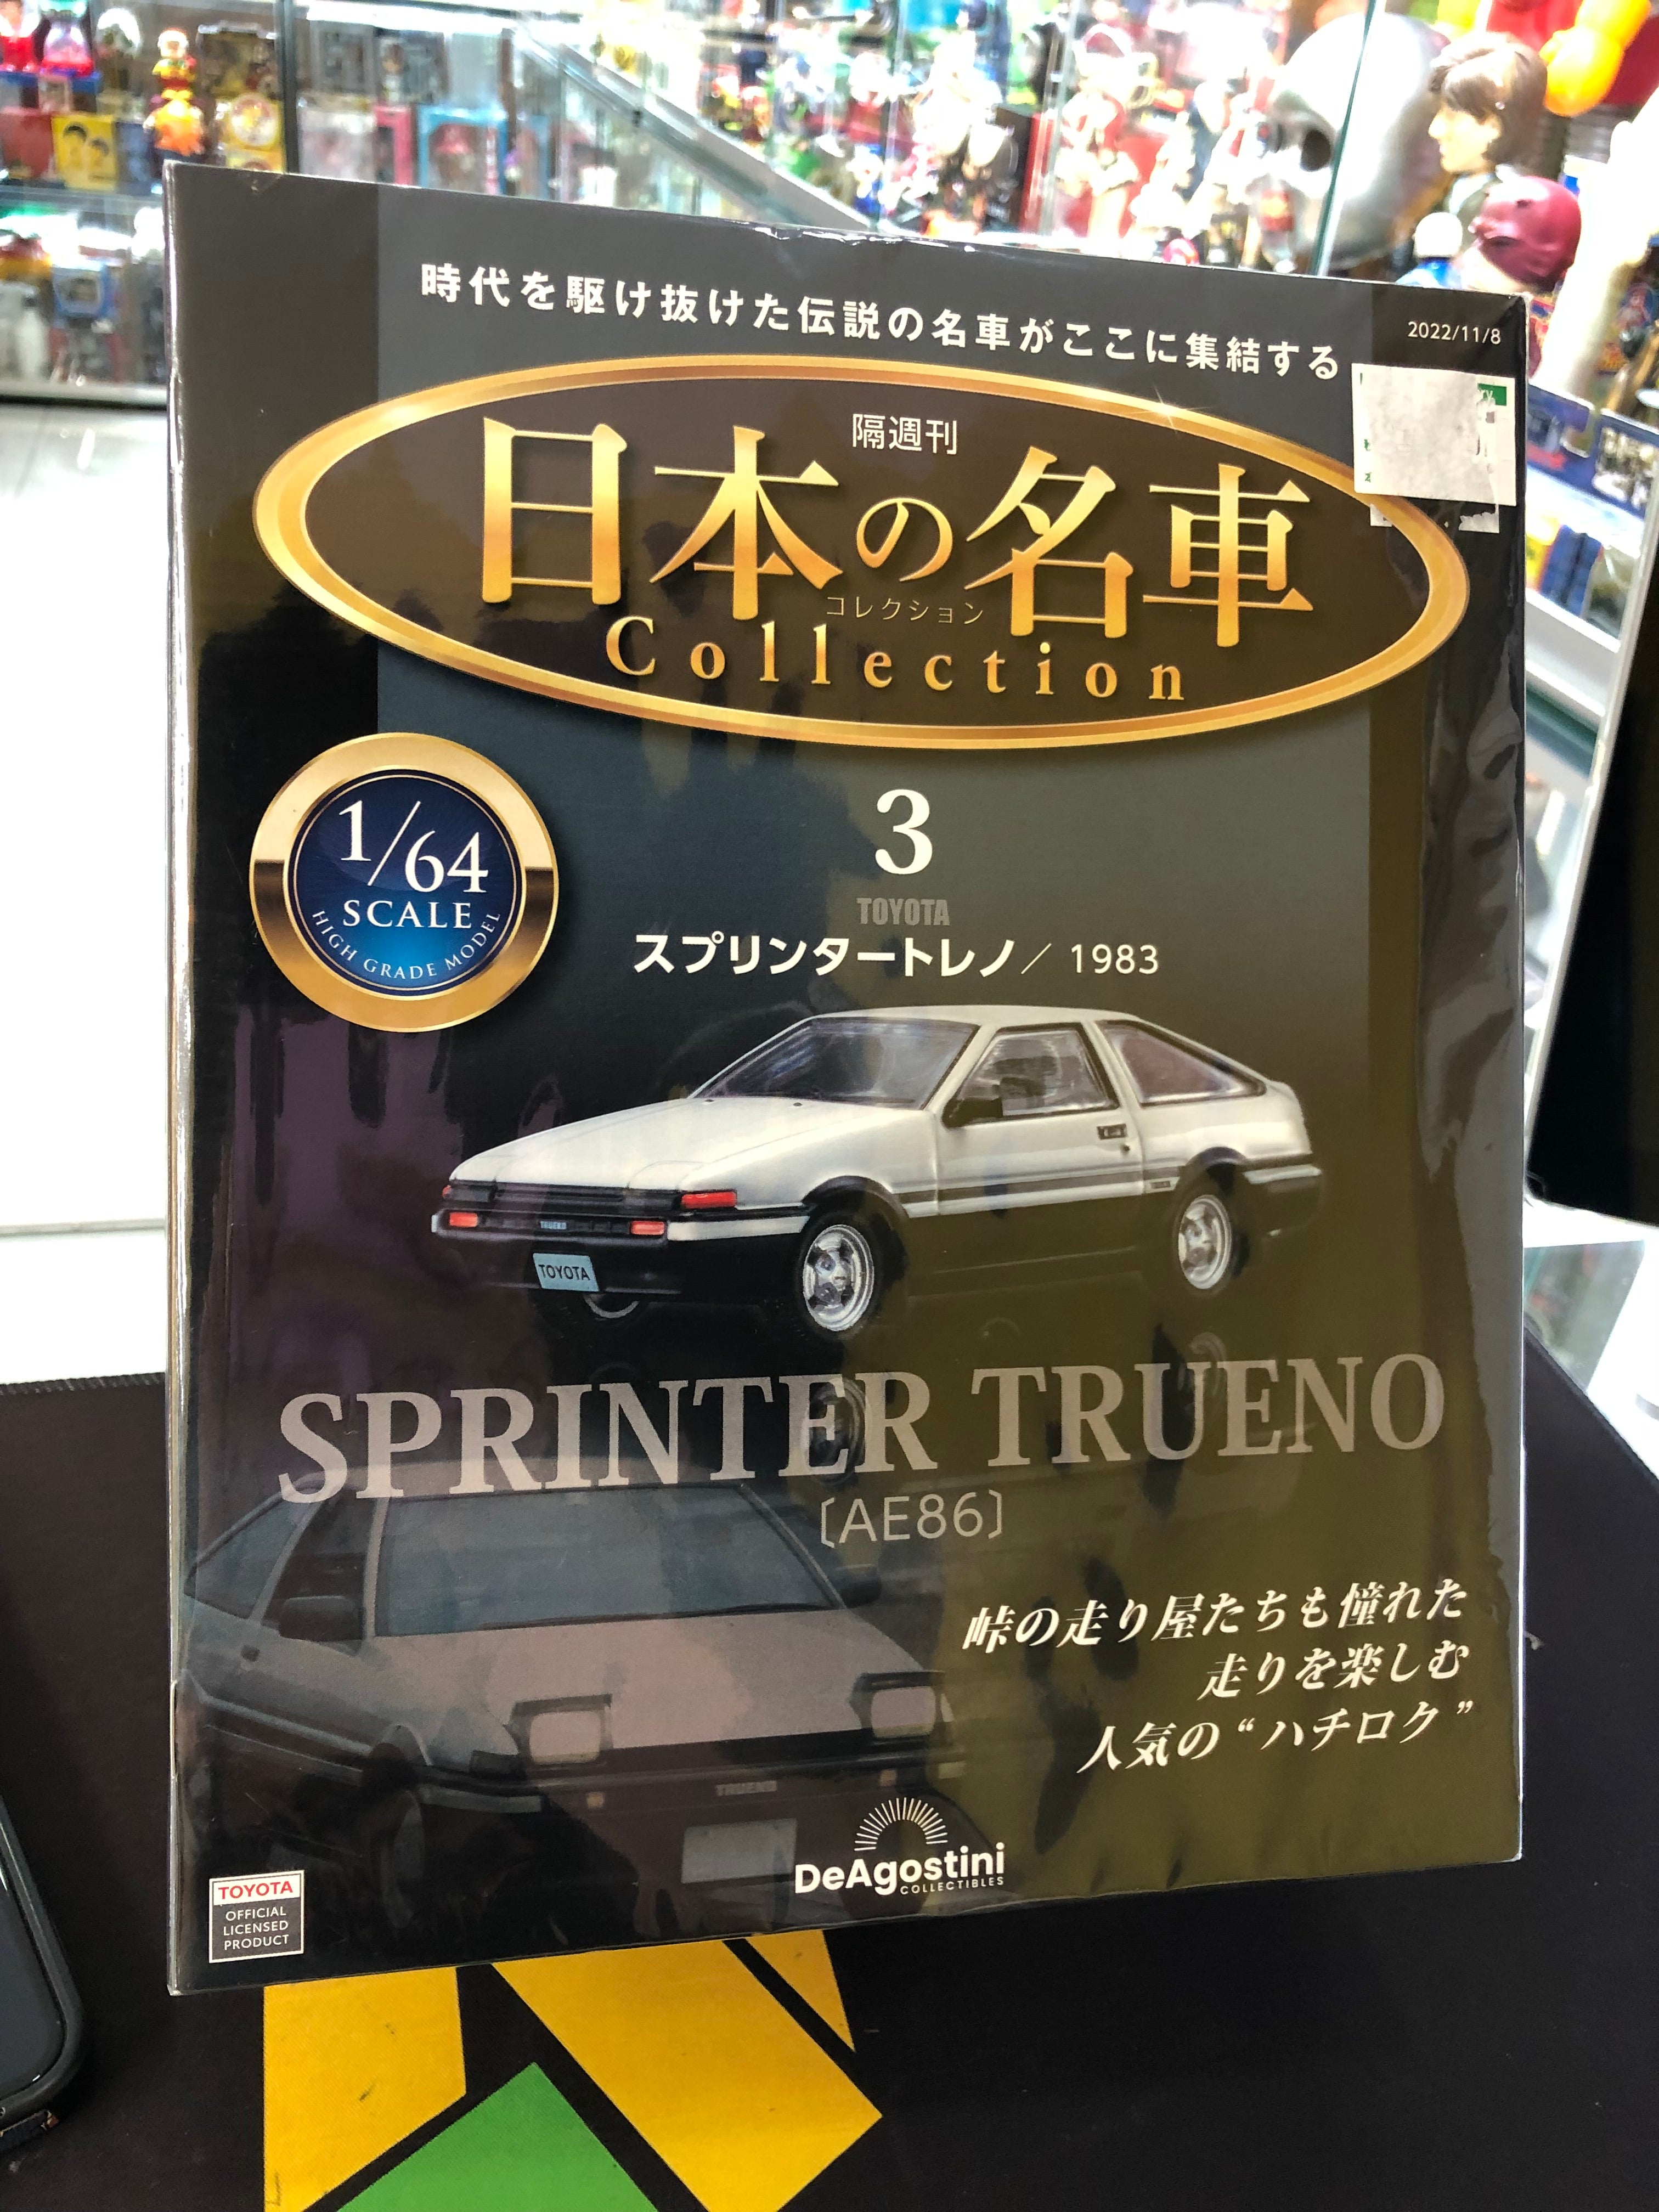 時代を駆け抜けた伝説の名車がここに集結する
2022/11/8
隔週刊
日本の名車
コレクション
Collection
1/64
SCALE
HIGH GRADE MODEL
3
TOYOTA
スプリンタートレノ/1983
TRUENO
TOYOTA
SPRINTER TRUENO
〔AE86〕
峠の走り屋たちも憧れた
走りを楽しむ
人気の“ハチロク”
TRUENO
DeAgostini
COLLECTIBLES
TOYOTA
OFFICIAL
LICENSED
PRODUCT